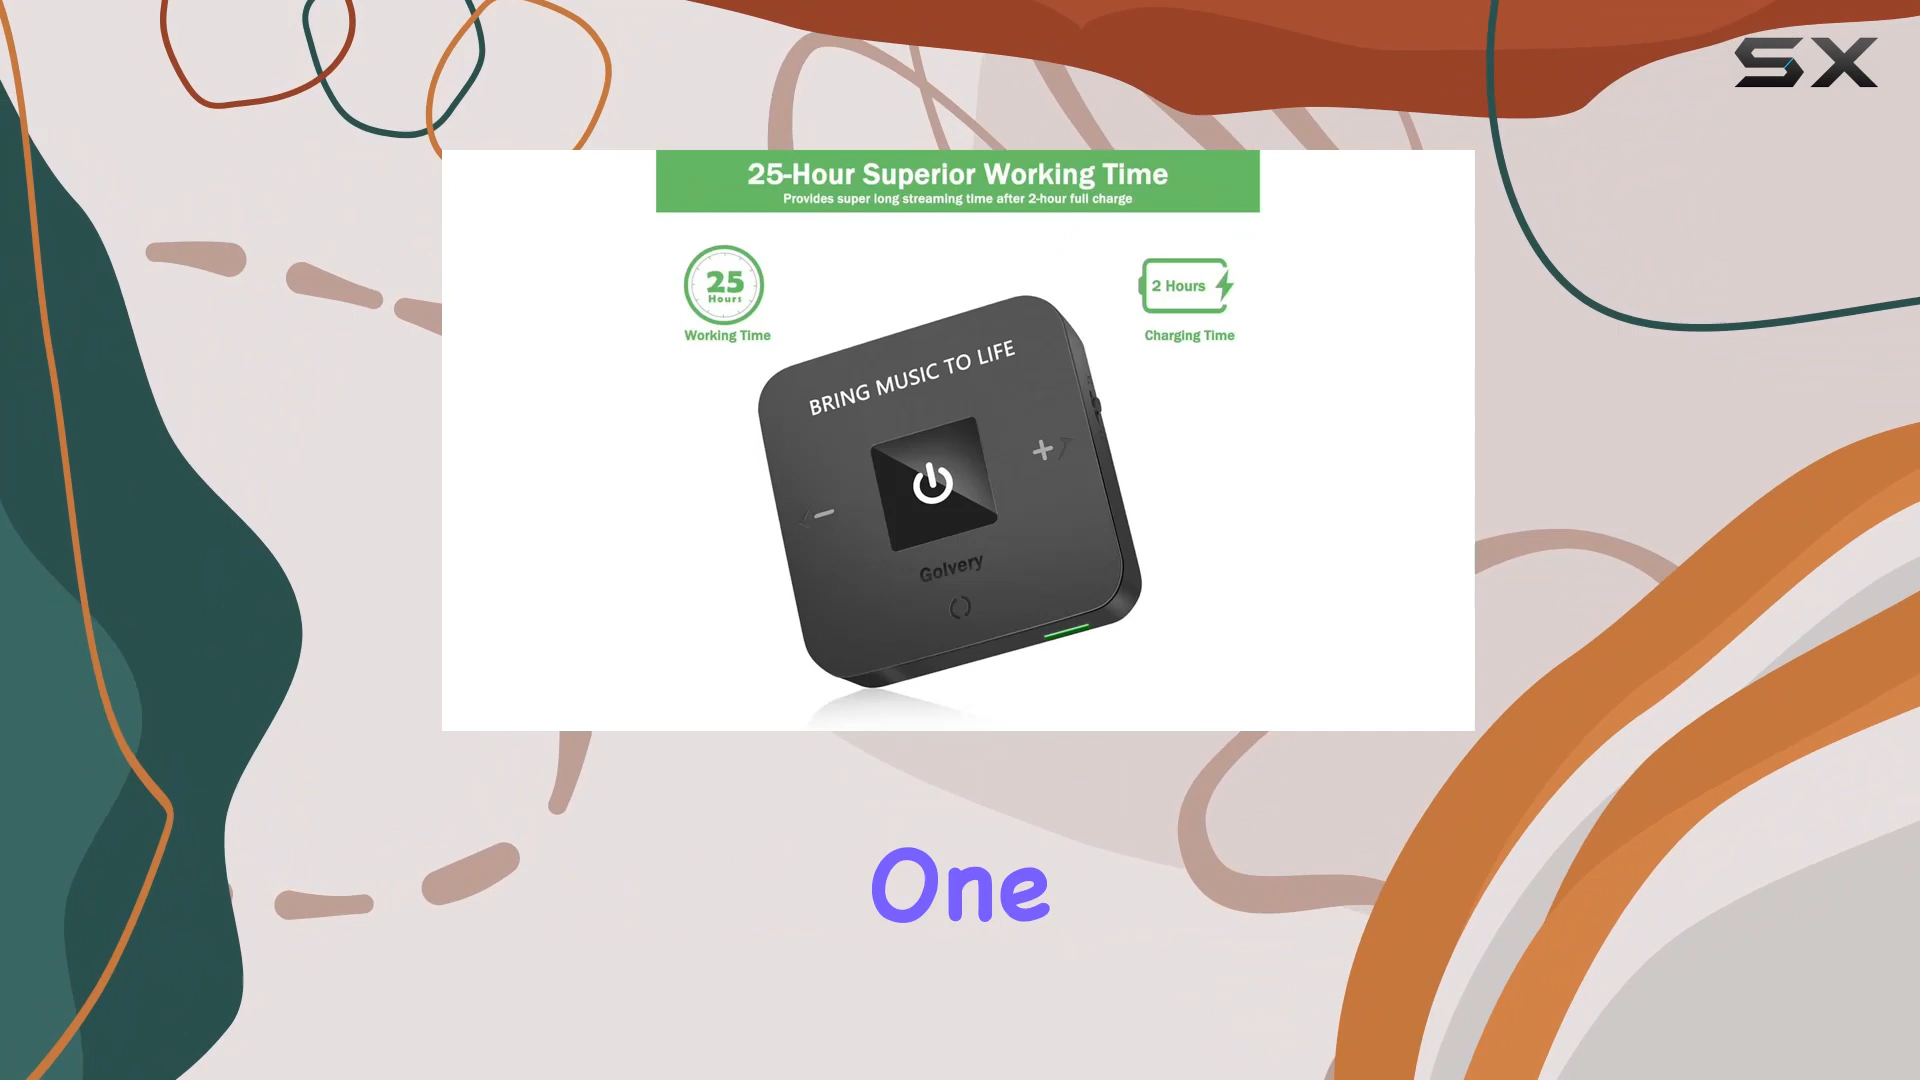 SX
25-Hour Superior Working Time
Provides super long streaming time after 2-hour full charge
25
Hours
Working Time
2 Hours
Charging Time
BRING MUSIC TO LIFE
Golvery
One